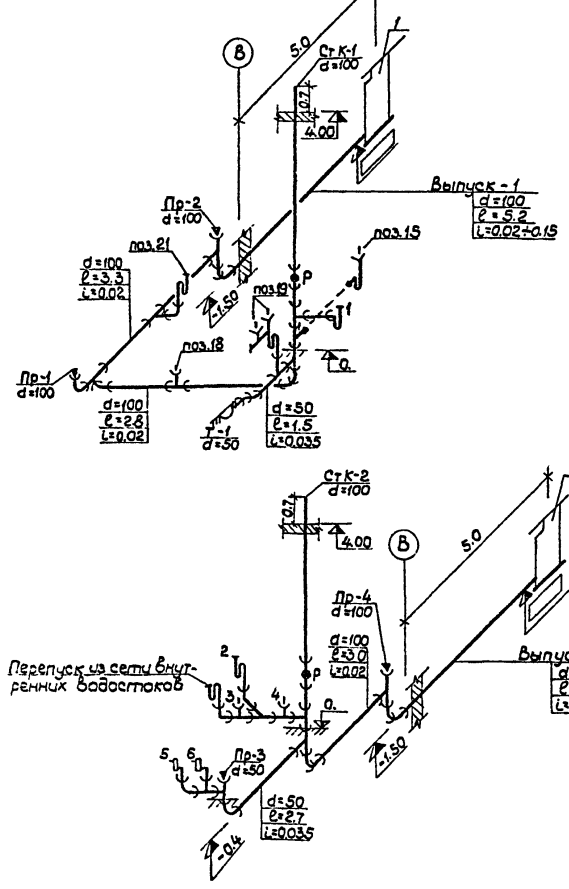 1
5.0
В
Ст К-1
d=100
0.7
4.00
Выпуск-1
d=100
ℓ=5.2
i=0.02÷0.15
Пр-2
d=100
поз.21
поз.15
d=100
ℓ=3.3
i=0.02
-1.50
поз.19
Р
1
поз.18
0.
Пр-1
d=100
d=100
ℓ=2.8
i=0.02
Т-1
d=50
d=50
ℓ=1.5
i=0.035
Ст К-2
d=100
0.7
4.00
В
5.0
Пр-4
d=100
d=100
ℓ=3.0
i=0.02
Перепуск из сети внут-
ренних водостоков
2
3
4
Р
0.
Выпус
d
ℓ
i=
-1.50
5
6
Пр-3
d=50
d=50
ℓ=2.7
i=0.035
-0.4